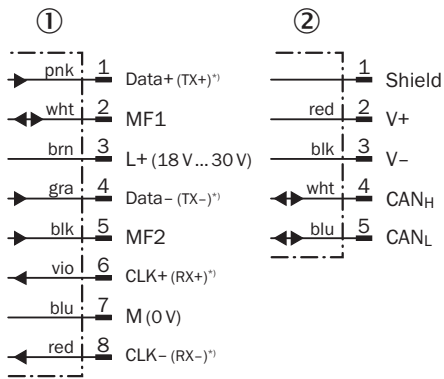 ① ②
pnk 1 Data+ (TX+)*)
wht 2 MF1
brn 3 L+ (18 V... 30 V)
gra 4 Data– (TX–)*)
blk 5 MF2
vio 6 CLK+ (RX+)*)
blu 7 M (0 V)
red 8 CLK– (RX–)*)
1 Shield
red 2 V+
blk 3 V–
wht 4 CANH
blu 5 CANL